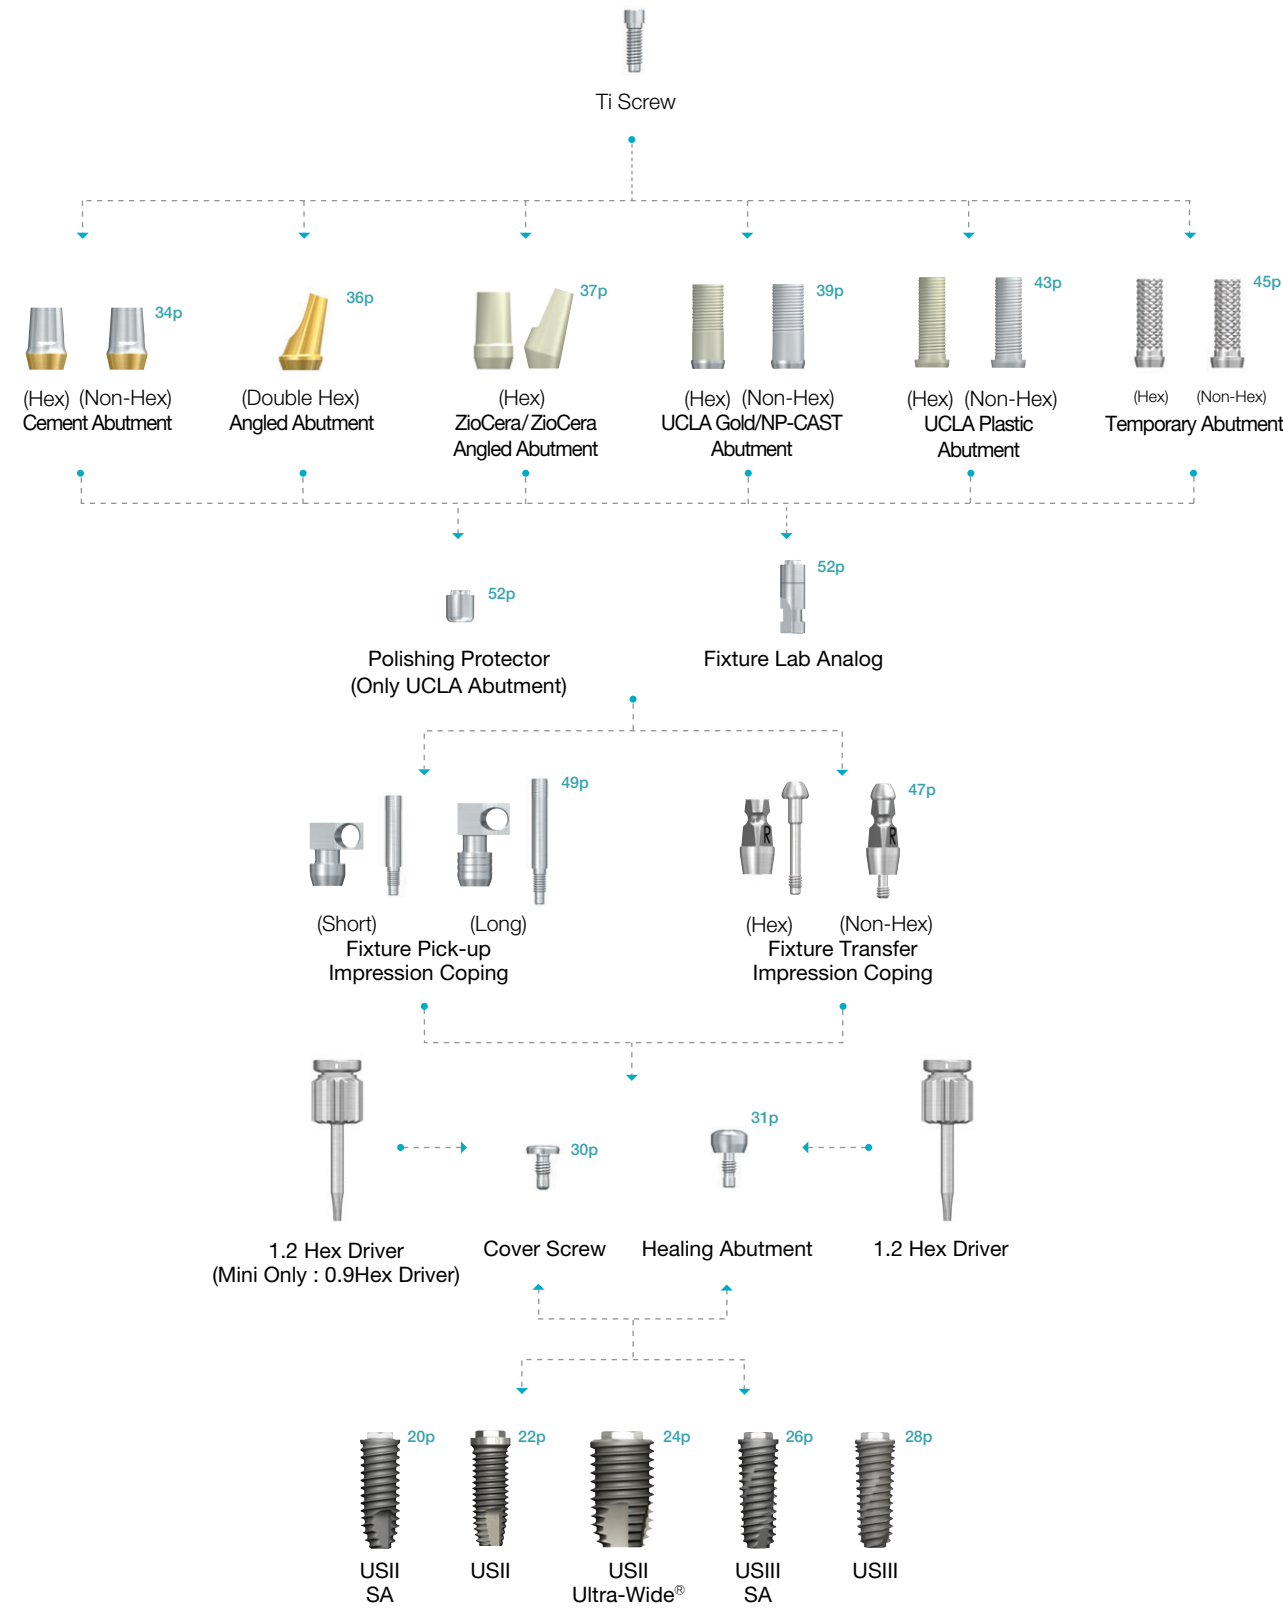 Ti Screw
34p
36p
37p
39p
43p
45p
(Hex) (Non-Hex)
Cement Abutment
(Double Hex)
Angled Abutment
(Hex)
ZioCera/ ZioCera
Angled Abutment
(Hex) (Non-Hex)
UCLA Gold/NP-CAST
Abutment
(Hex) (Non-Hex)
UCLA Plastic
Abutment
(Hex) (Non-Hex)
Temporary Abutment
52p
Polishing Protector
(Only UCLA Abutment)
52p
Fixture Lab Analog
49p
(Short) (Long)
Fixture Pick-up
Impression Coping
47p
R
R
(Hex) (Non-Hex)
Fixture Transfer
Impression Coping
1.2 Hex Driver
(Mini Only : 0.9Hex Driver)
30p
Cover Screw
31p
Healing Abutment
1.2 Hex Driver
20p
USII
SA
22p
USII
24p
USII
Ultra-Wide®
26p
USIII
SA
28p
USIII